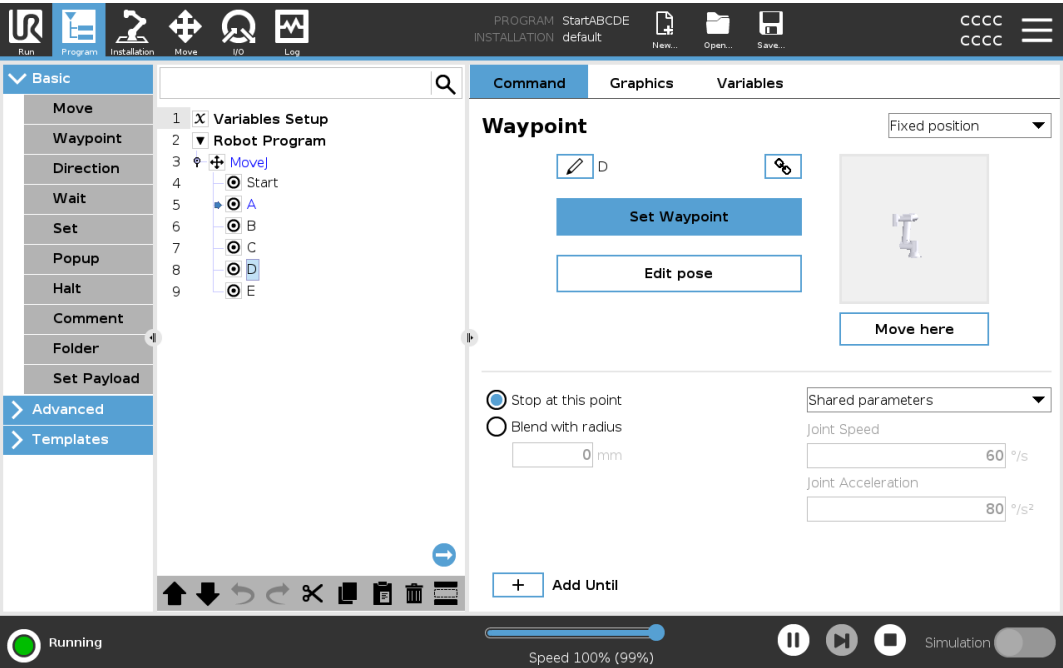 UR
PROGRAM StartABCDE
INSTALLATION default
CCCC
CCCC
Run Program Installation Move I/O Log New... Open... Save...
Basic
Move
Waypoint
Direction
Wait
Set
Popup
Halt
Comment
Folder
Set Payload
Advanced
Templates
1 X Variables Setup
2 Robot Program
3 MoveJ
4 Start
5 A
6 B
7 C
8 D
9 E
Command Graphics Variables
Waypoint
Fixed position
D
Set Waypoint
Edit pose
Move here
Stop at this point
Blend with radius
0 mm
Shared parameters
Joint Speed
60 °/s
Joint Acceleration
80 °/s²
+ Add Until
Running
Speed 100% (99%)
Simulation